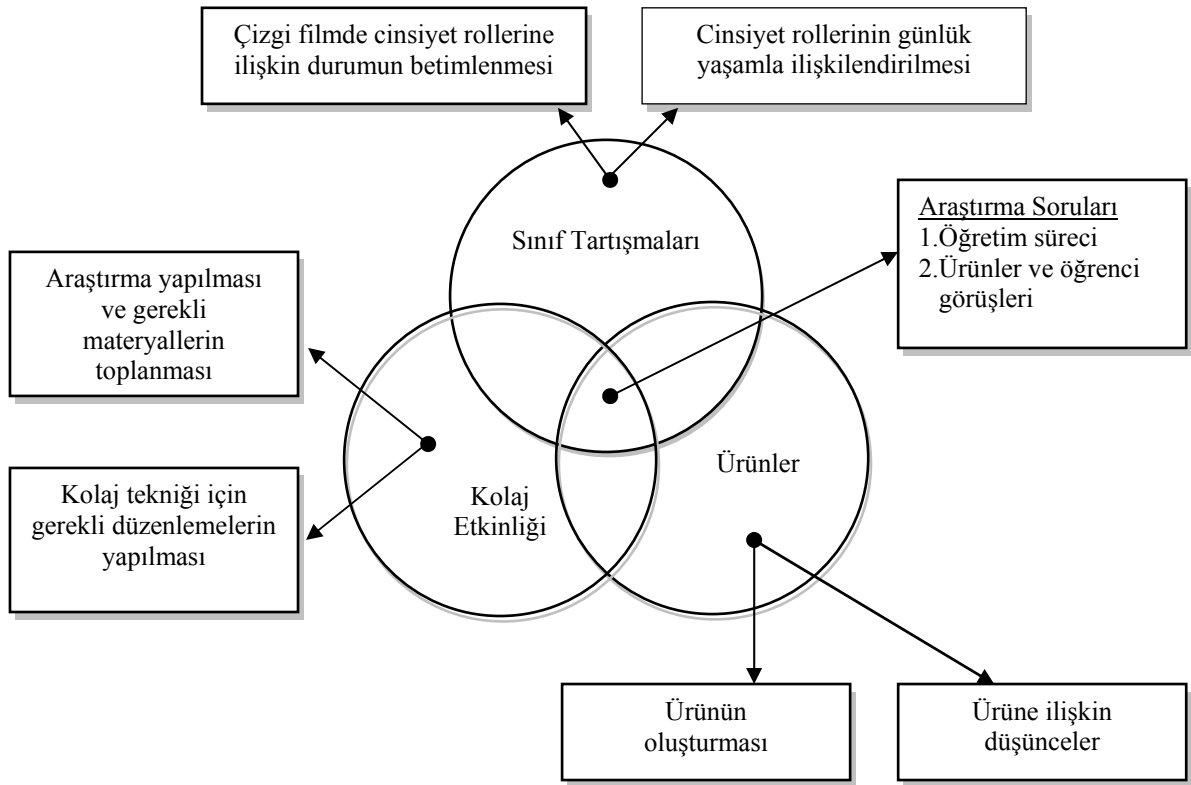 Çizgi filmde cinsiyet rollerine
ilişkin durumun betimlenmesi
Cinsiyet rollerinin günlük
yaşamla ilişkilendirilmesi
Sınıf Tartışmaları
Araştırma Soruları
1.Öğretim süreci
2.Ürünler ve öğrenci
görüşleri
Araştırma yapılması
ve gerekli
materyallerin
toplanması
Kolaj tekniği için
gerekli düzenlemelerin
yapılması
Kolaj
Etkinliği
Ürünler
Ürünün
oluşturması
Ürüne ilişkin
düşünceler